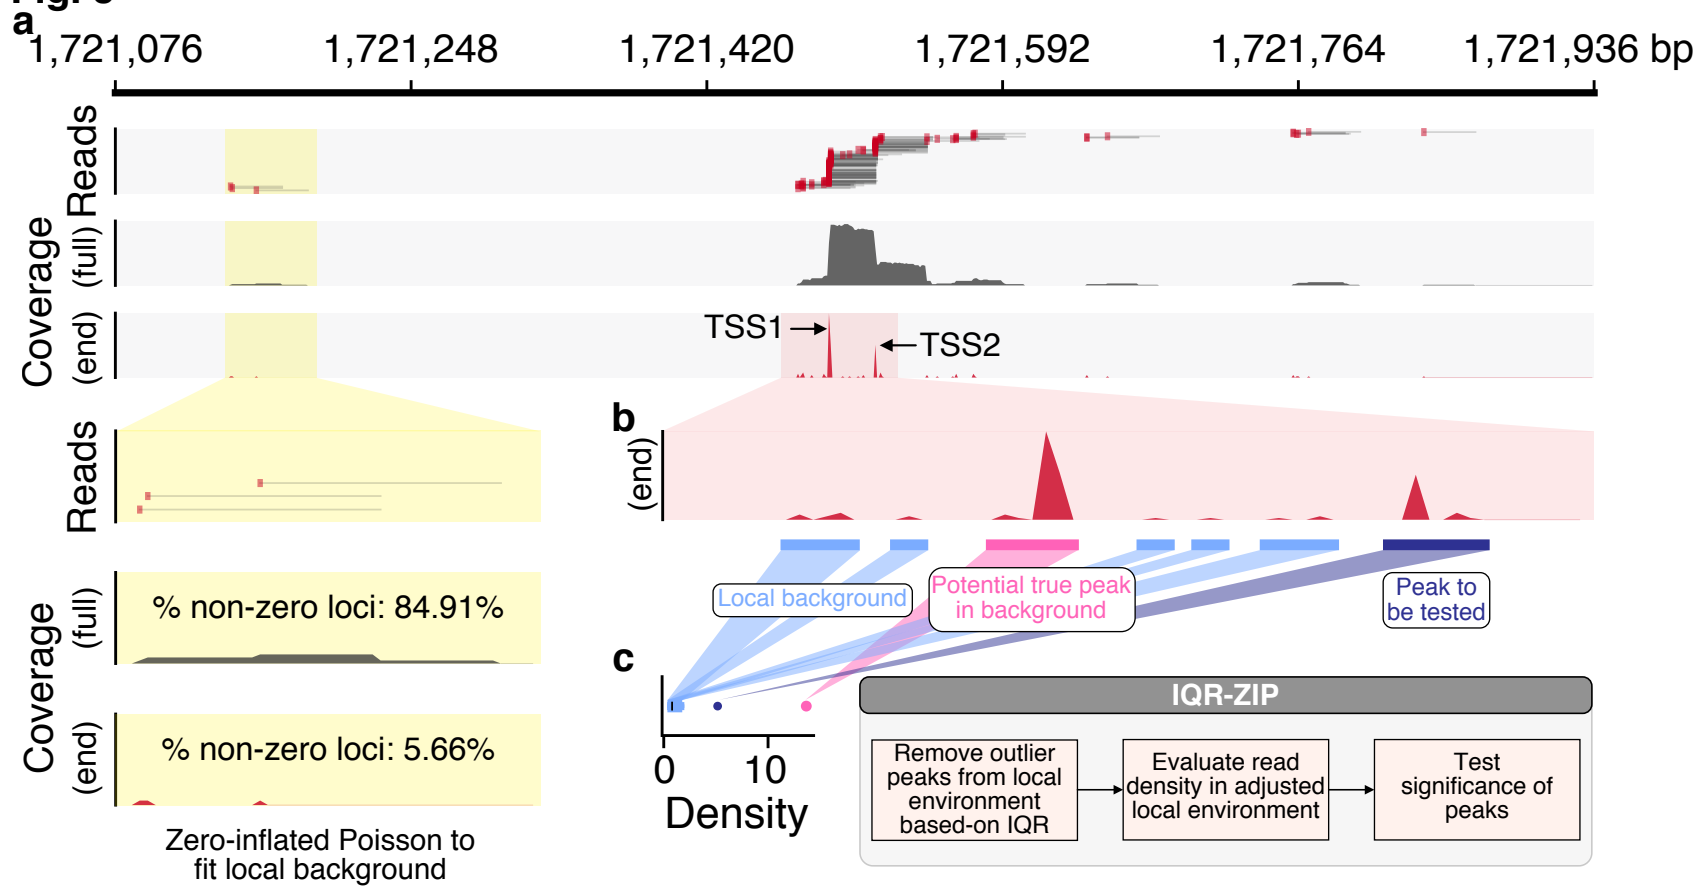 a
1,721,076 1,721,248 1,721,420 1,721,592 1,721,764 1,721,936 bp
Reads
Coverage
(full)
(end)
TSS1
TSS2
Reads
Coverage
(full)
% non-zero loci: 84.91%
(end)
% non-zero loci: 5.66%
Zero-inflated Poisson to
fit local background
b
(end)
Local background
Potential true peak
in background
Peak to
be tested
c
0 10
Density
IQR-ZIP
Remove outlier
peaks from local
environment
based-on IQR
Evaluate read
density in adjusted
local environment
Test
significance of
peaks